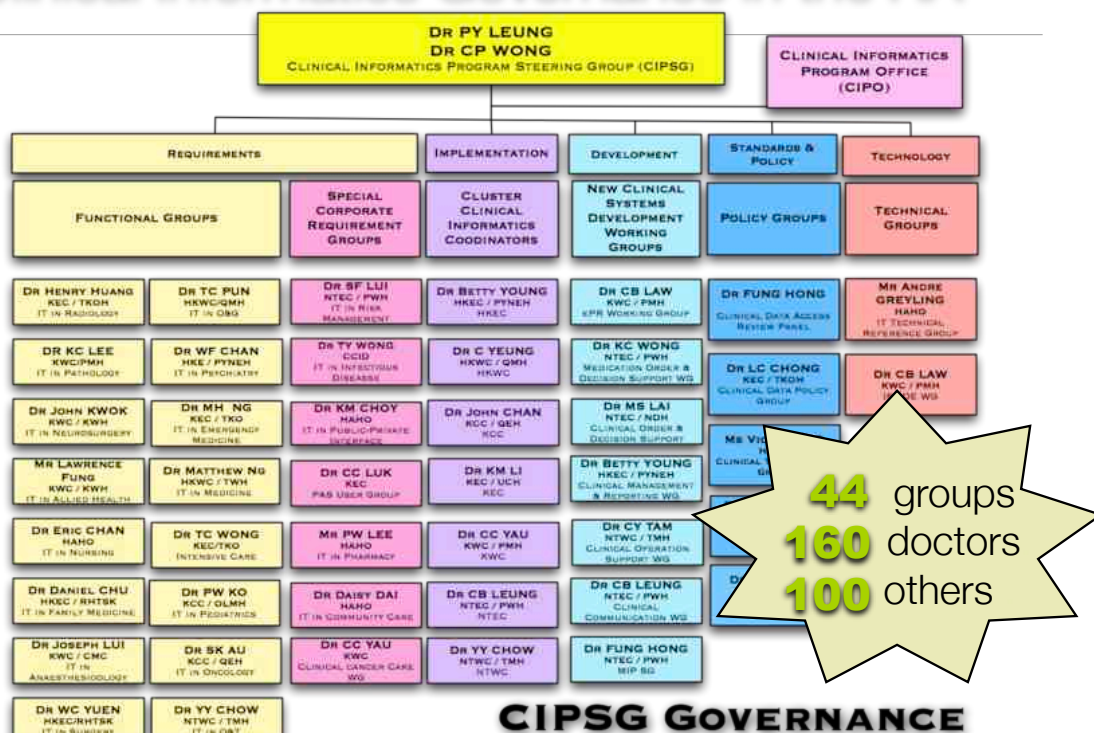 DR PY LEUNG
DR CP WONG
CLINICAL INFORMATICS PROGRAM STEERING GROUP (CIPSG)
CLINICAL INFORMATICS
PROGRAM OFFICE
(CIPO)
REQUIREMENTS
IMPLEMENTATION
DEVELOPMENT
STANDARDS &
POLICY
TECHNOLOGY
FUNCTIONAL GROUPS
SPECIAL
CORPORATE
REQUIREMENT
GROUPS
CLUSTER
CLINICAL
INFORMATICS
COODINATORS
NEW CLINICAL
SYSTEMS
DEVELOPMENT
WORKING
GROUPS
POLICY GROUPS
TECHNICAL
GROUPS
DR HENRY HUANG
KEC / TKOH
IT IN RADIOLOGY
DR TC PUN
HKWC/QMH
IT IN O&G
DR SF LUI
NTEC / PWH
IT IN RISK
MANAGEMENT
DR BETTY YOUNG
HKEC / PYNEH
HKEC
DR CB LAW
KWC / PMH
EPR WORKING GROUP
DR FUNG HONG
CLINICAL DATA ACCESS
REVIEW PANEL
MR ANDRE
GREYLING
HAHO
IT TECHNICAL
REFERENCE GROUP
DR KC LEE
KWC/PMH
IT IN PATHOLOGY
DR WF CHAN
HKE / PYNEH
IT IN PSYCHIATRY
DR TY WONG
CCID
IT IN INFECTIOUS
DISEASE
DR C YEUNG
HKWC / QMH
HKWC
DR KC WONG
NTEC / PWH
MEDICATION ORDER &
DECISION SUPPORT WG
DR LC CHONG
KEC / TKOH
CLINICAL DATA POLICY
GROUP
DR CB LAW
KWC / PMH
WG
DR JOHN KWOK
KWC / KWH
IT IN NEUROSURGERY
DR MH NG
KEC / TKO
IT IN EMERGENCY
MEDICINE
DR KM CHOY
HAHO
IT IN PUBLIC-PRIVATE
INTERFACE
DR JOHN CHAN
KCC / QEH
KCC
DR MS LAI
NTEC / NDH
CLINICAL ORDER &
DECISION SUPPORT
MS
CLINICAL
MR LAWRENCE
FUNG
KWC / KWH
IT IN ALLIED HEALTH
DR MATTHEW NG
HKWC / TWH
IT IN MEDICINE
DR CC LUK
KEC
PAS USER GROUP
DR KM LI
KEC / UCH
KEC
DR BETTY YOUNG
HKEC / PYNEH
CLINICAL MANAGEMENT
& REPORTING WG
DR ERIC CHAN
HAHO
IT IN NURSING
DR TC WONG
KEC/TKO
INTENSIVE CARE
MR PW LEE
HAHO
IT IN PHARMACY
DR CC YAU
KWC / PMH
KWC
DR CY TAM
NTWC / TMH
CLINICAL OPERATION
SUPPORT WG
DR DANIEL CHU
HKEC / RHTSK
IT IN FAMILY MEDICINE
DR PW KO
KCC / OLMH
IT IN PEDIATRICS
DR DAISY DAI
HAHO
IT IN COMMUNITY CARE
DR CB LEUNG
NTEC / PWH
NTEC
DR CB LEUNG
NTEC / PWH
CLINICAL
COMMUNICATION WG
DR JOSEPH LUI
KWC / CMC
IT IN
ANAESTHESIOLOGY
DR SK AU
KCC / QEH
IT IN ONCOLOGY
DR CC YAU
KWC
CLINICAL CANCER CARE
WG
DR YY CHOW
NTWC / TMH
NTWC
DR FUNG HONG
NTEC / PWH
MIP SG
DR WC YUEN
HKEC/RHTSK
IT IN SURGERY
DR YY CHOW
NTWC / TMH
IT IN O&T
44 groups
160 doctors
100 others
CIPSG GOVERNANCE